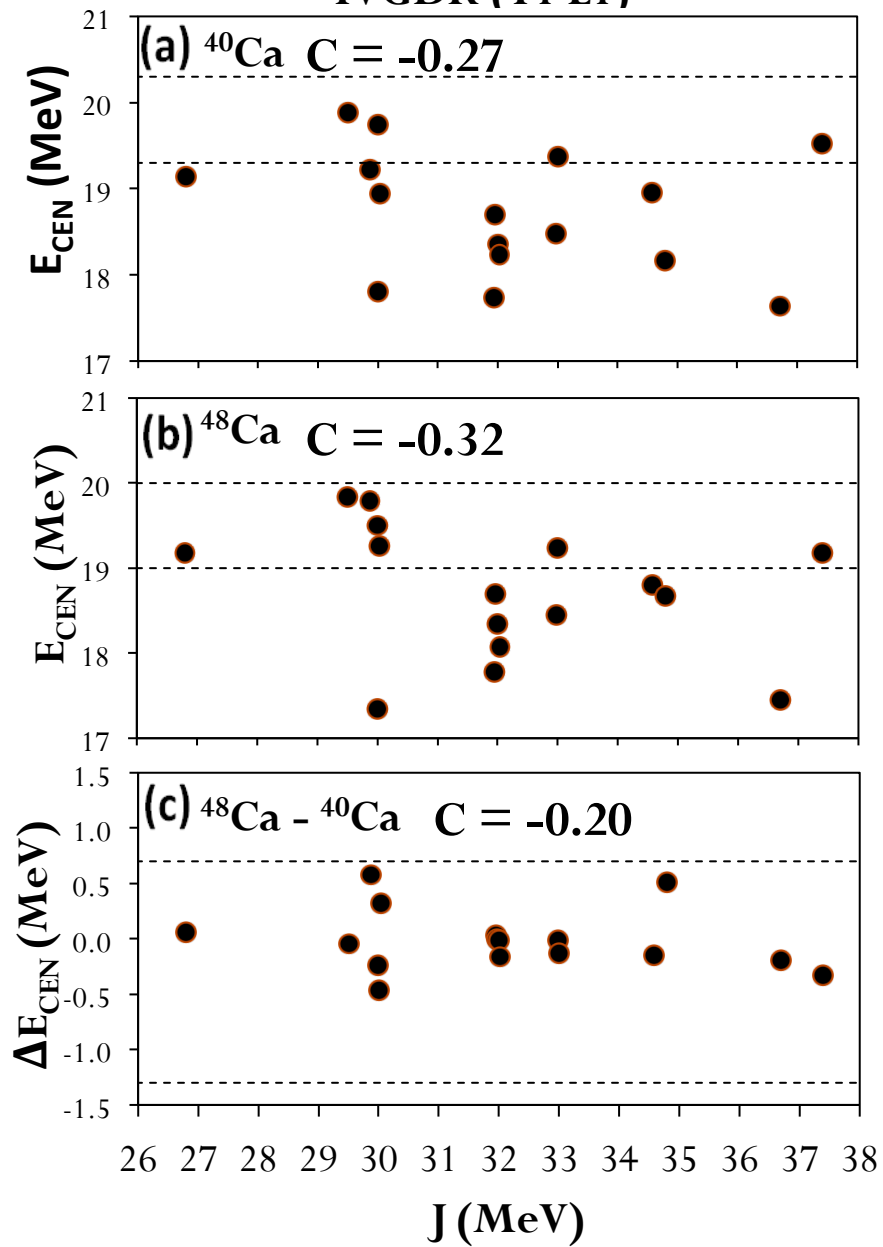 (a) ⁴⁰Ca C = -0.27
21
20
19
18
17
E_CEN (MeV)
(b) ⁴⁸Ca C = -0.32
21
20
19
18
17
E_CEN (MeV)
(c) ⁴⁸Ca - ⁴⁰Ca C = -0.20
1.5
1.0
0.5
0.0
-0.5
-1.0
-1.5
ΔE_CEN (MeV)
26 27 28 29 30 31 32 33 34 35 36 37 38
J (MeV)